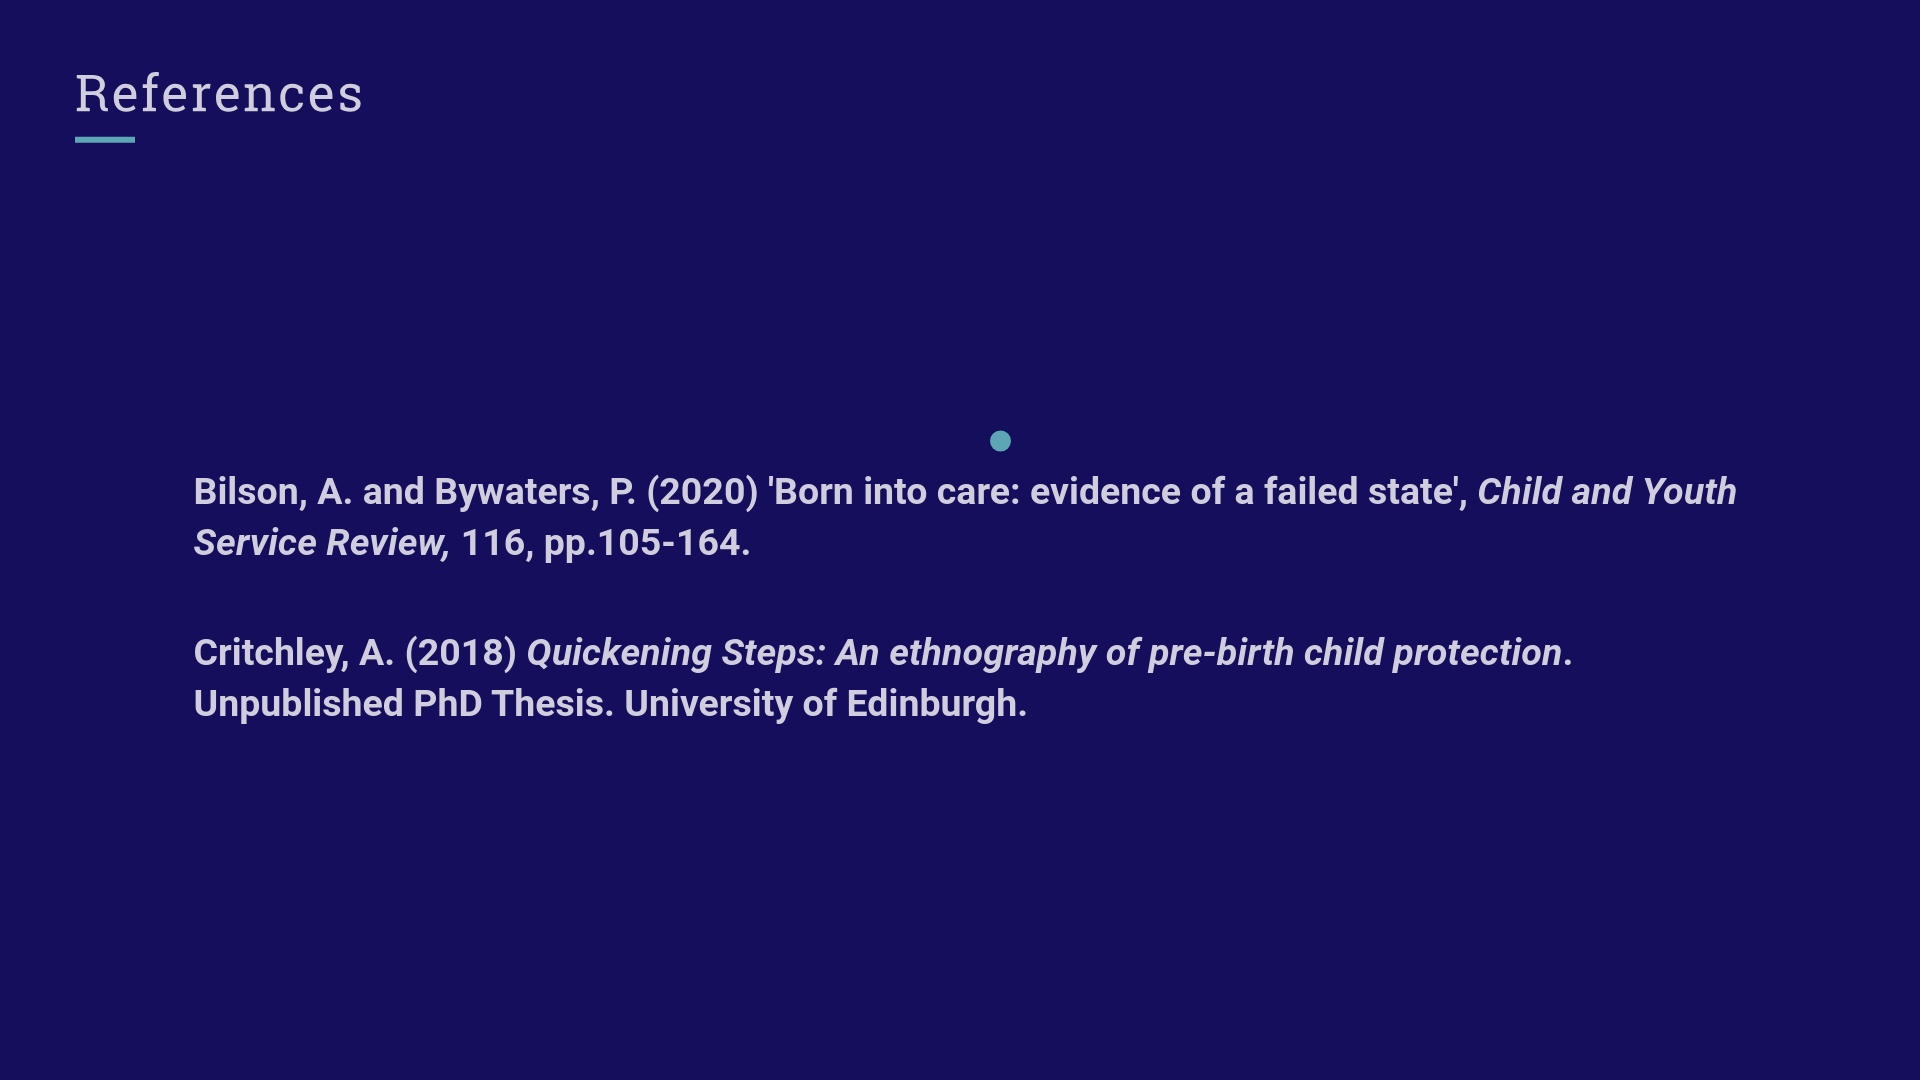 References
Bilson, A. and Bywaters, P. (2020) 'Born into care: evidence of a failed state', Child and Youth
Service Review, 116, pp.105-164.
Critchley, A. (2018) Quickening Steps: An ethnography of pre-birth child protection.
Unpublished PhD Thesis. University of Edinburgh.